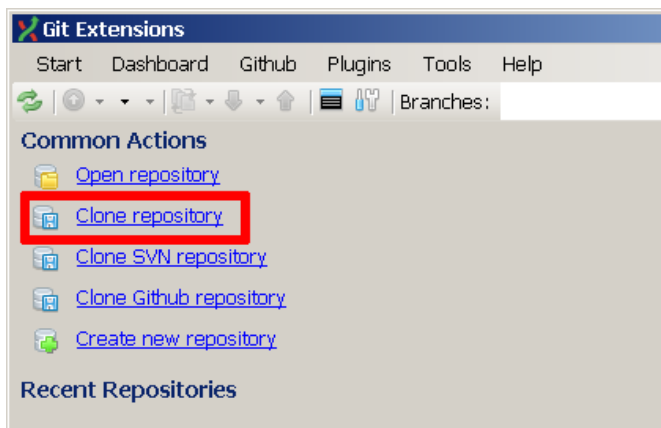 Git Extensions
Start Dashboard Github Plugins Tools Help
Branches:
Common Actions
Open repository
Clone repository
Clone SVN repository
Clone Github repository
Create new repository
Recent Repositories